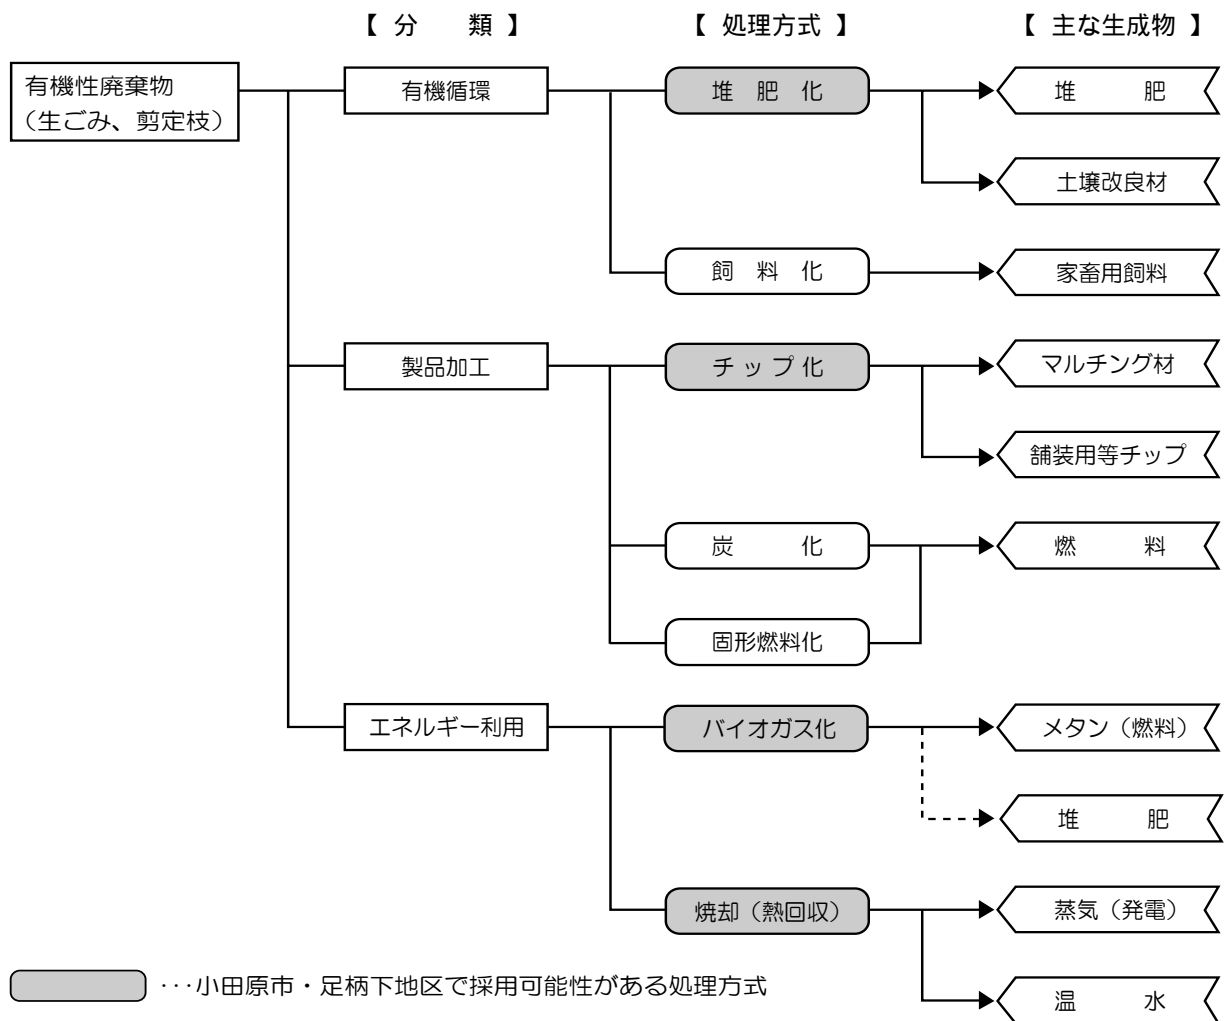 【 分　　類 】　【 処理方式 】　【 主な生成物 】
有機性廃棄物
（生ごみ、剪定枝）
有機循環
堆　肥　化
堆　　　肥
土壌改良材
飼　料　化
家畜用飼料
製品加工
チ ッ プ 化
マルチング材
舗装用等チップ
炭　　　化
燃　　　料
固形燃料化
エネルギー利用
バイオガス化
メタン（燃料）
堆　　　肥
焼却（熱回収）
蒸気（発電）
温　　　水
･･･小田原市・足柄下地区で採用可能性がある処理方式